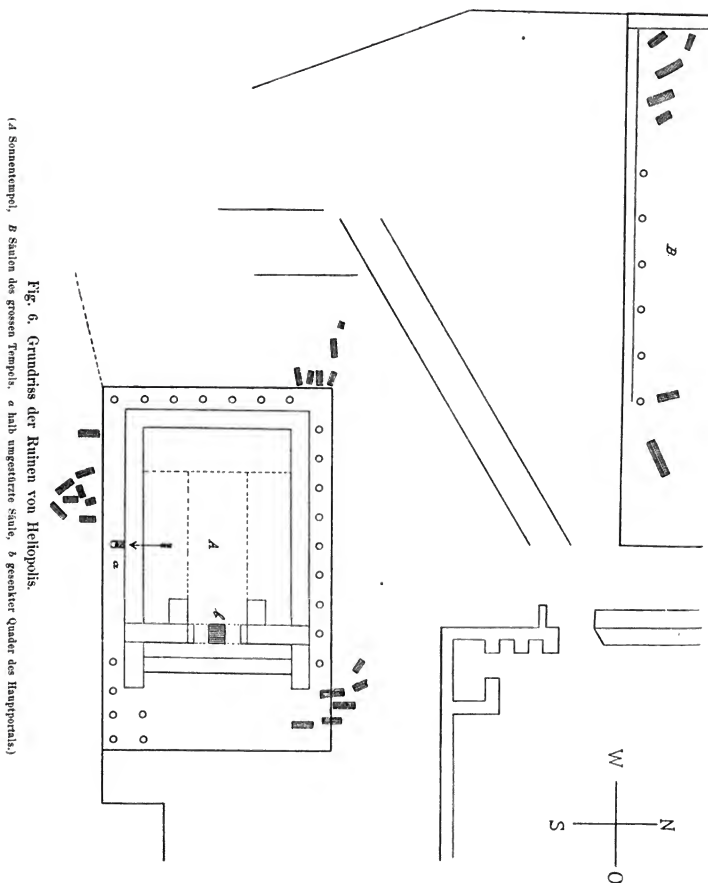 B
A
a
b
W
S
N
O
Fig. 6. Grundriss der Ruinen von Heliopolis.
(A Sonnentempel, B Säulen des grossen Tempels, a halb umgestürzte Säule, b gesenkter Quader des Hauptportals.)